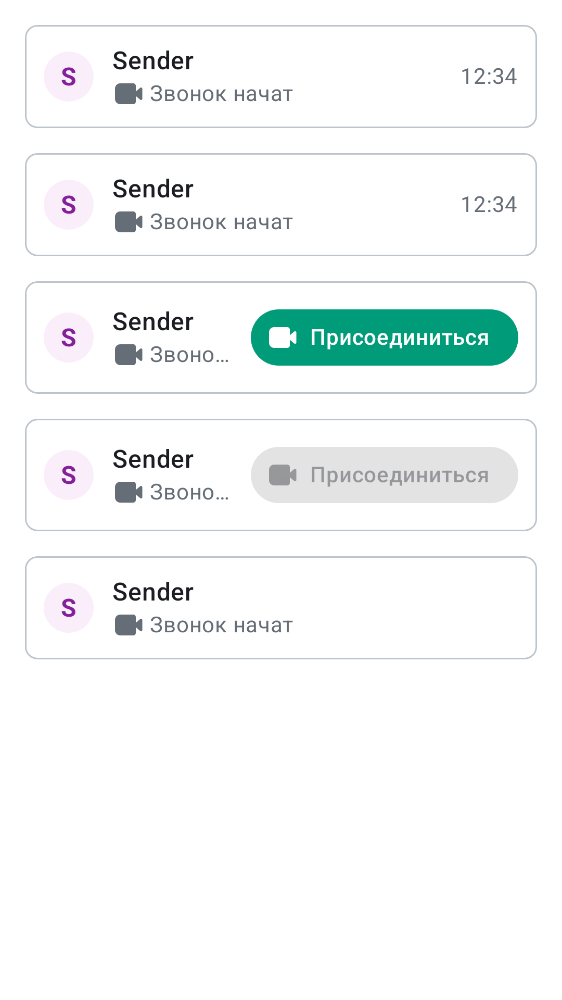 S
Sender
12:34
Звонок начат
S
Sender
12:34
Звонок начат
S
Sender
Звоно...
Присоединиться
S
Sender
Звоно...
Присоединиться
S
Sender
Звонок начат